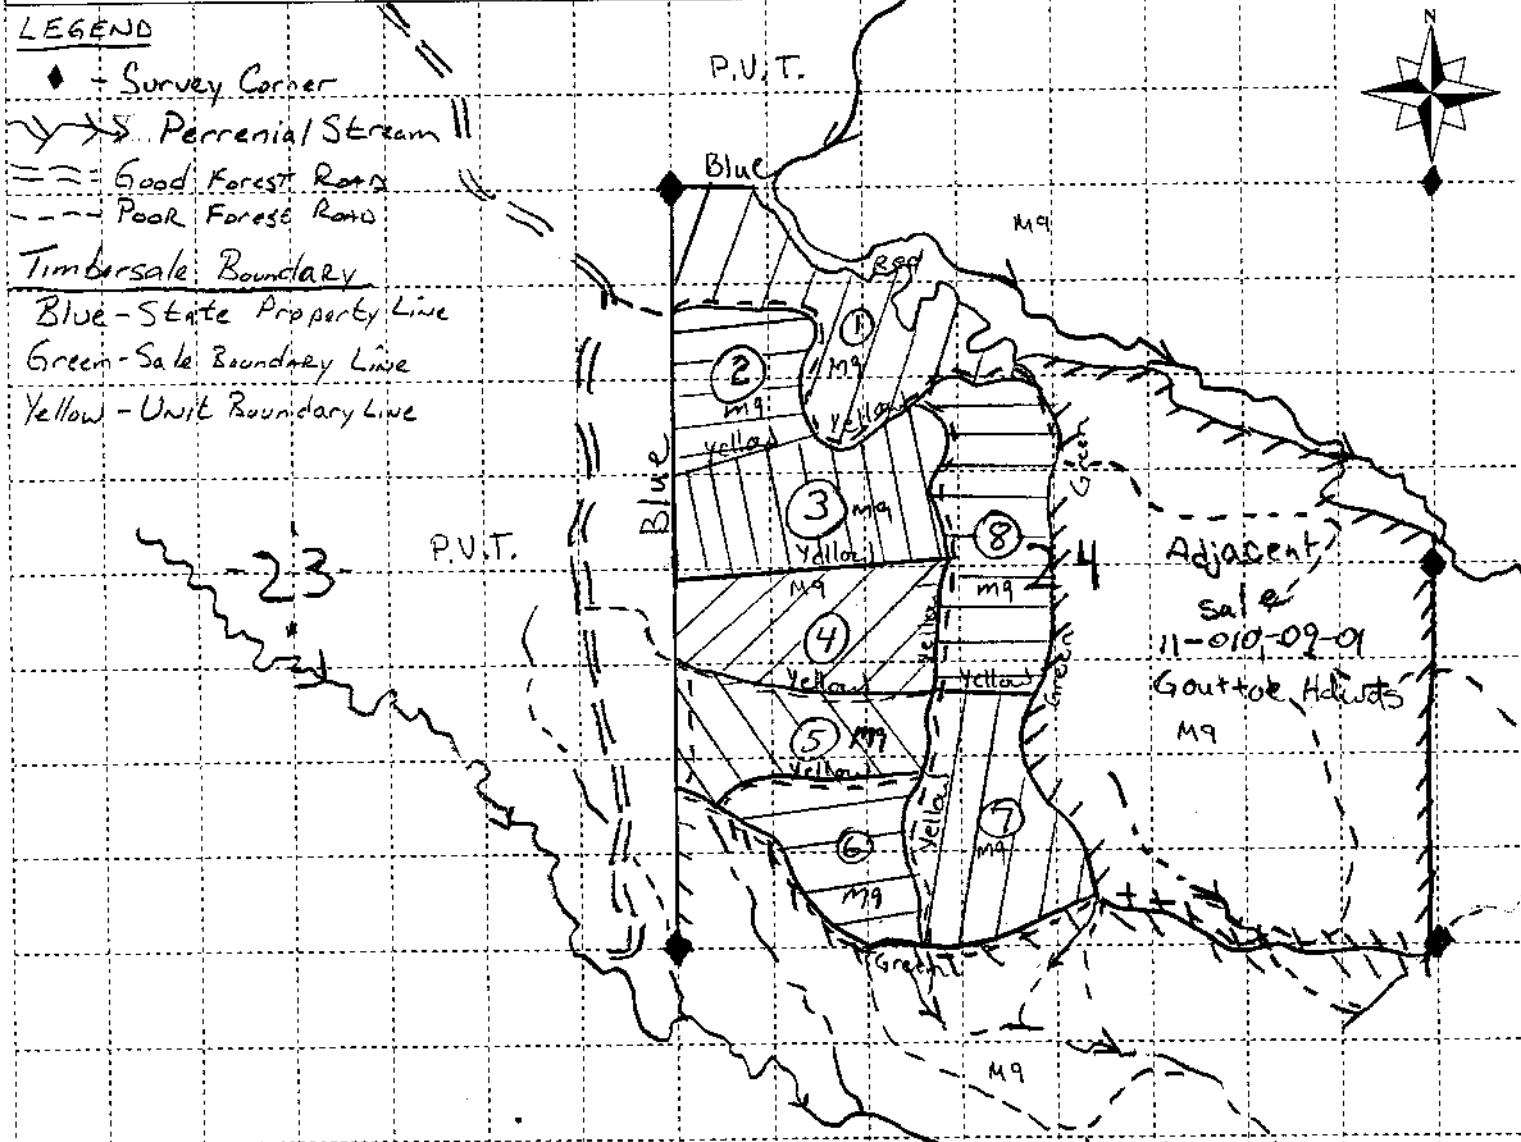 LEGEND
- Survey Corner
Perrenial Stream
Good Forest Road
Poor Forest Road
Timbersale Boundary
Blue - State Property Line
Green - Sale Boundary Line
Yellow - Unit Boundary Line
N
P.V.T.
Blue
M9
Red
1
M9
2
M9
Yellow
Yellow
Green
Blue
3 M9
Yellow
8
M9
-23-
P.V.T.
24
Adjacent
Sale
11-010-09-01
M9
4
Yellow
Yellow
Yellow
Green
M9
5 M9
Yellow
Yellow
7
M9
6
M9
Green
M9